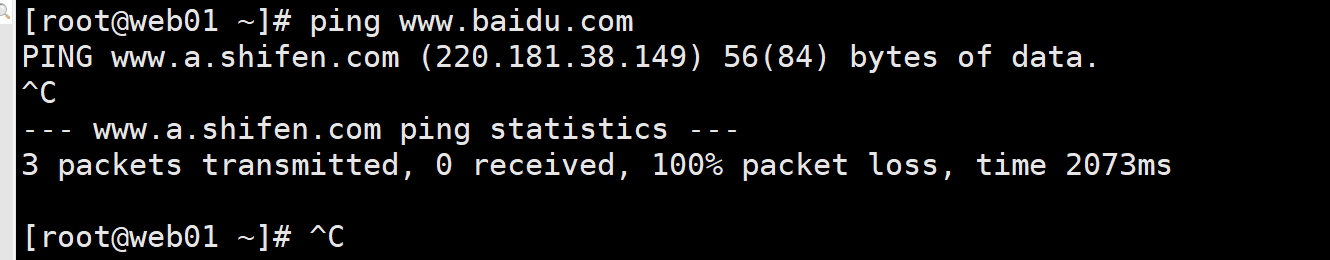 [root@web01 ~]# ping www.baidu.com
PING www.a.shifen.com (220.181.38.149) 56(84) bytes of data.
^C
--- www.a.shifen.com ping statistics ---
3 packets transmitted, 0 received, 100% packet loss, time 2073ms
[root@web01 ~]# ^C